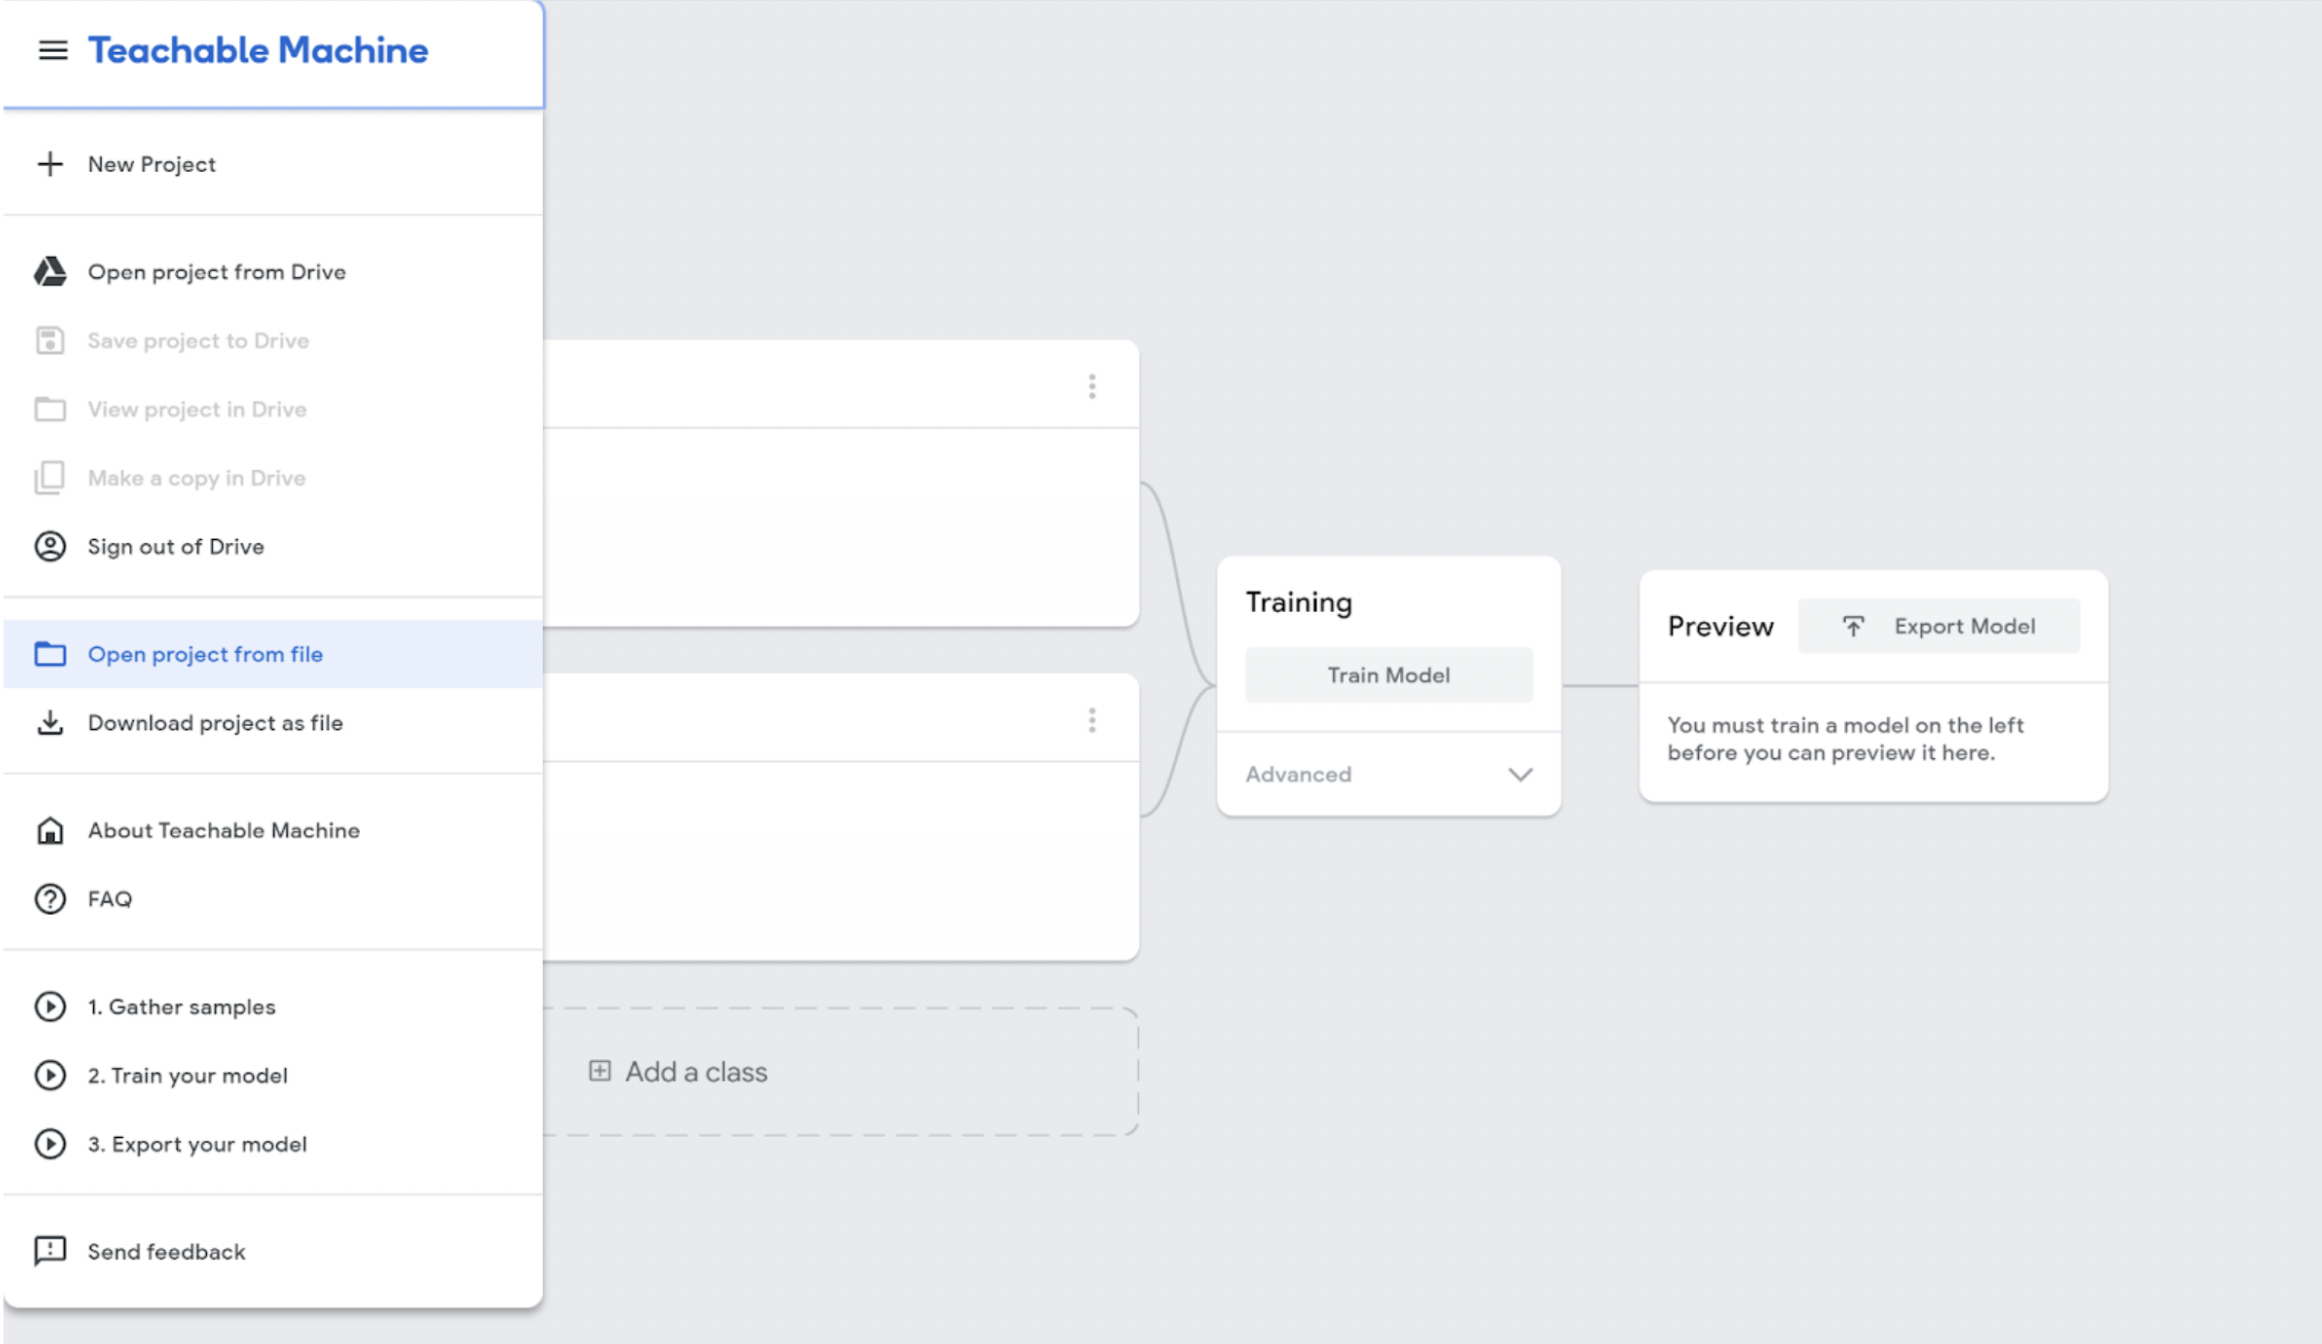 Teachable Machine
New Project
Open project from Drive
Save project to Drive
View project in Drive
Make a copy in Drive
Sign out of Drive
Open project from file
Download project as file
About Teachable Machine
FAQ
1. Gather samples
2. Train your model
3. Export your model
Send feedback
Add a class
Training
Train Model
Advanced
Preview
Export Model
You must train a model on the left
before you can preview it here.